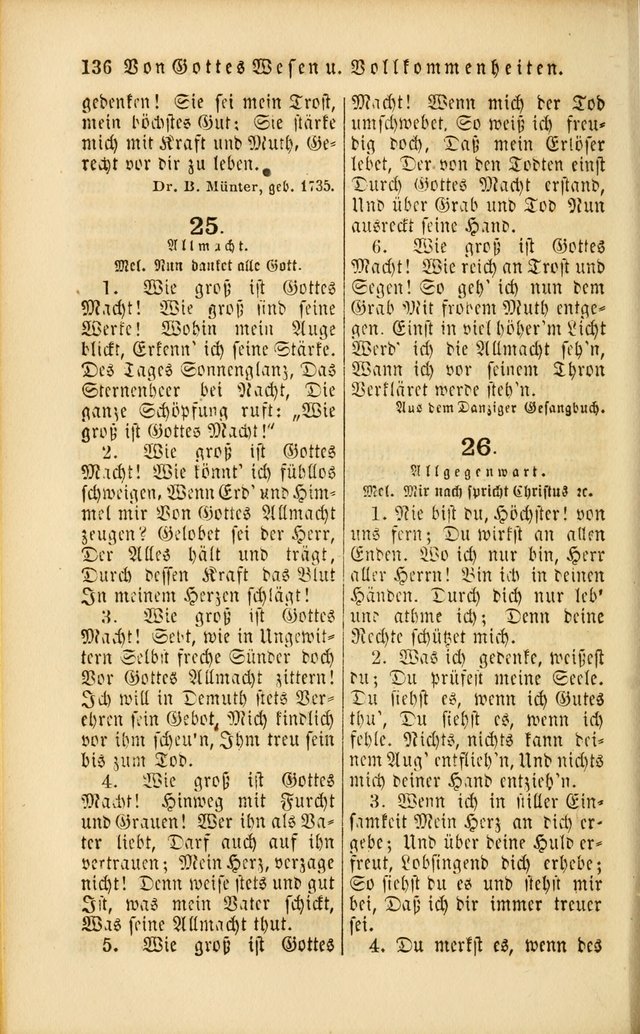 136 Von Gottes Wesen u. Vollkommenheiten.
gedenken! Sie sei mein Trost,
mein höchstes Gut; Sie stärke
mich mit Kraft und Muth, Ge-
recht vor dir zu leben.
Dr. B. Münter, geb. 1735.
25.
Allmacht.
Mel. Nun danket alle Gott.
1. Wie groß ist Gottes
Macht! Wie groß sind seine
Werke! Wohin mein Auge
blickt, Erkenn' ich seine Stärke.
Des Tages Sonnenglanz, Das
Sternenheer bei Nacht, Die
ganze Schöpfung ruft: „Wie
groß ist Gottes Macht!"
2. Wie groß ist Gottes
Macht! Wie könnt' ich fühllos
schweigen, Wenn Erd' und Him-
mel mir Von Gottes Allmacht
zeugen? Gelobet sei der Herr,
Der Alles hält und trägt,
Durch dessen Kraft das Blut
In meinem Herzen schlägt!
3. Wie groß ist Gottes
Macht! Seht, wie in Ungewit-
tern Selbst freche Sünder doch
Vor Gottes Allmacht zittern!
Ich will in Demuth stets Ver-
ehren sein Gebot, Mich kindlich
vor ihm scheu'n, Ihm treu sein
bis zum Tod.
4. Wie groß ist Gottes
Macht! Hinweg mit Furcht
und Grauen! Wer ihn als Va-
ter liebt, Darf auch auf ihn
vertrauen; Mein Herz, verzage
nicht! Denn weise stets und gut
Ist, was mein Vater schickt,
Was seine Allmacht thut.
5. Wie groß ist Gottes
Macht! Wenn mich der Tod
umschwebet, So weiß ich freu-
dig doch, Daß mein Erlöser
lebet, Der von den Todten einst
Durch Gottes Macht erstand,
Und über Grab und Tod Nun
ausreckt seine Hand.
6. Wie groß ist Gottes
Macht! Wie reich an Trost und
Segen! So geh' ich nun dem
Grab Mit frohem Muth entge-
gen. Einst in viel höher'm Licht
Werd' ich die Allmacht seh'n,
Wann ich vor seinem Thron
Verkläret werde steh'n.
Aus dem Danziger Gesangbuch.
26.
Allgegenwart.
Mel. Mir nach spricht Christus ꝛc.
1. Nie bist du, Höchster! von
uns fern; Du wirkst an allen
Enden. Wo ich nur bin, Herr
aller Herrn! Bin ich in deinen
Händen. Durch dich nur leb'
und athme ich; Denn deine
Rechte schützet mich.
2. Was ich gedenke, weißest
du; Du prüfest meine Seele.
Du siehst es, wenn ich Gutes
thu', Du siehst es, wenn ich
fehle. Nichts, nichts kann dei-
nem Aug' entflieh'n, Und nichts
mich deiner Hand entzieh'n.
3. Wenn ich in stiller Ein-
samkeit Mein Herz an dich er-
gebe; Und über deine Huld er-
freut, Lobsingend dich erhebe;
So siehst du es und stehst mir
bei, Daß ich dir immer treuer
sei.
4. Du merkst es, wenn des